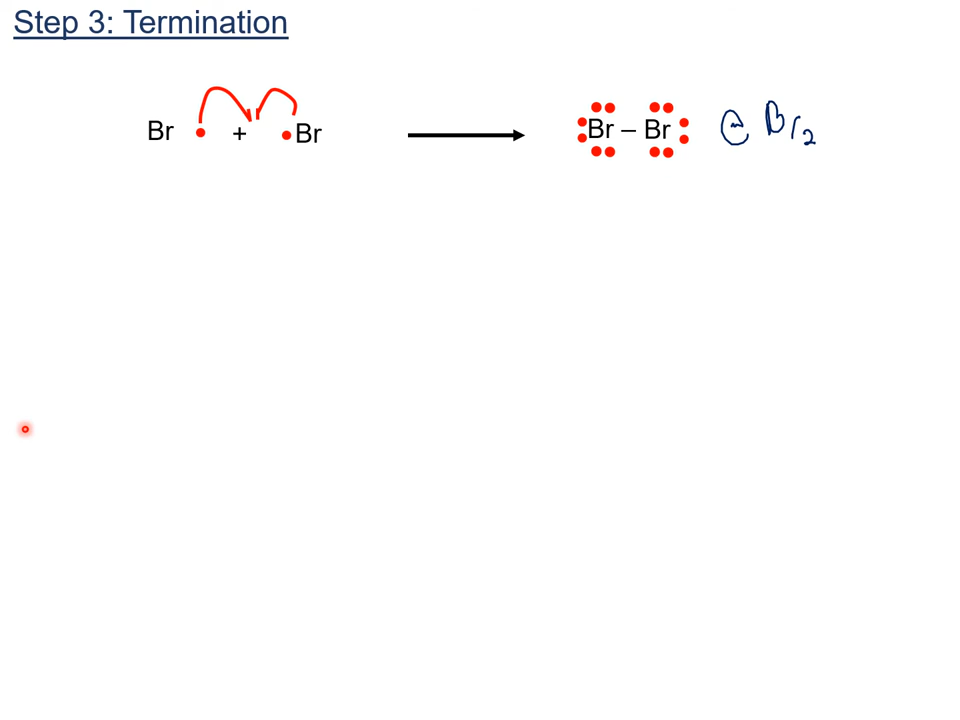 Step 3: Termination
Br • + •Br Br – Br Br2